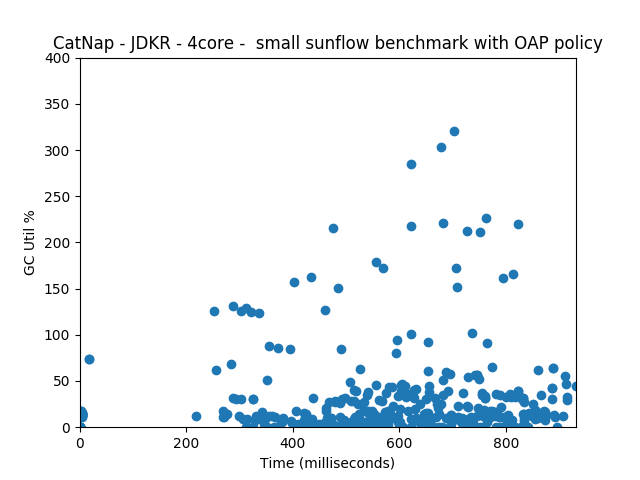 CatNap - JDKR - 4core -  small sunflow benchmark with OAP policy
400
350
300
250
200
150
100
50
0
GC Util %
0 200 400 600 800
Time (milliseconds)